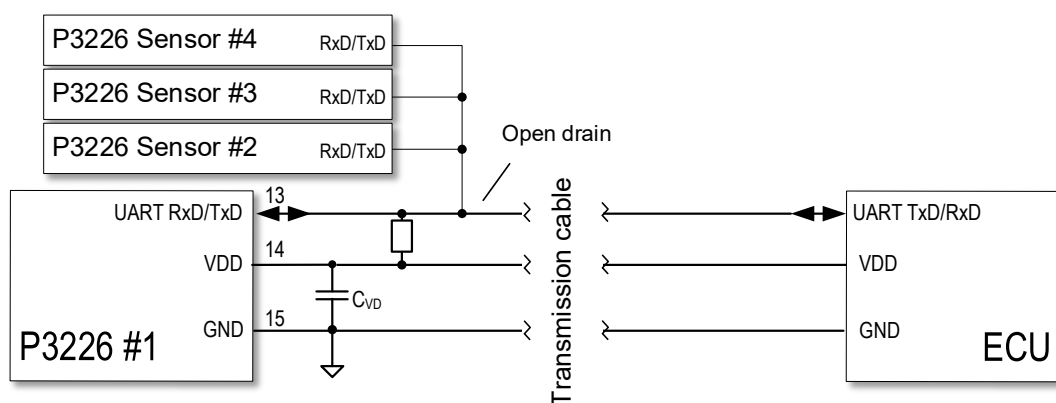 P3226 Sensor #4 RxD/TxD
P3226 Sensor #3 RxD/TxD
P3226 Sensor #2 RxD/TxD
Open drain
13
UART RxD/TxD
UART TxD/RxD
14
VDD
VDD
CVD
15
GND
GND
P3226 #1
ECU
Transmission cable